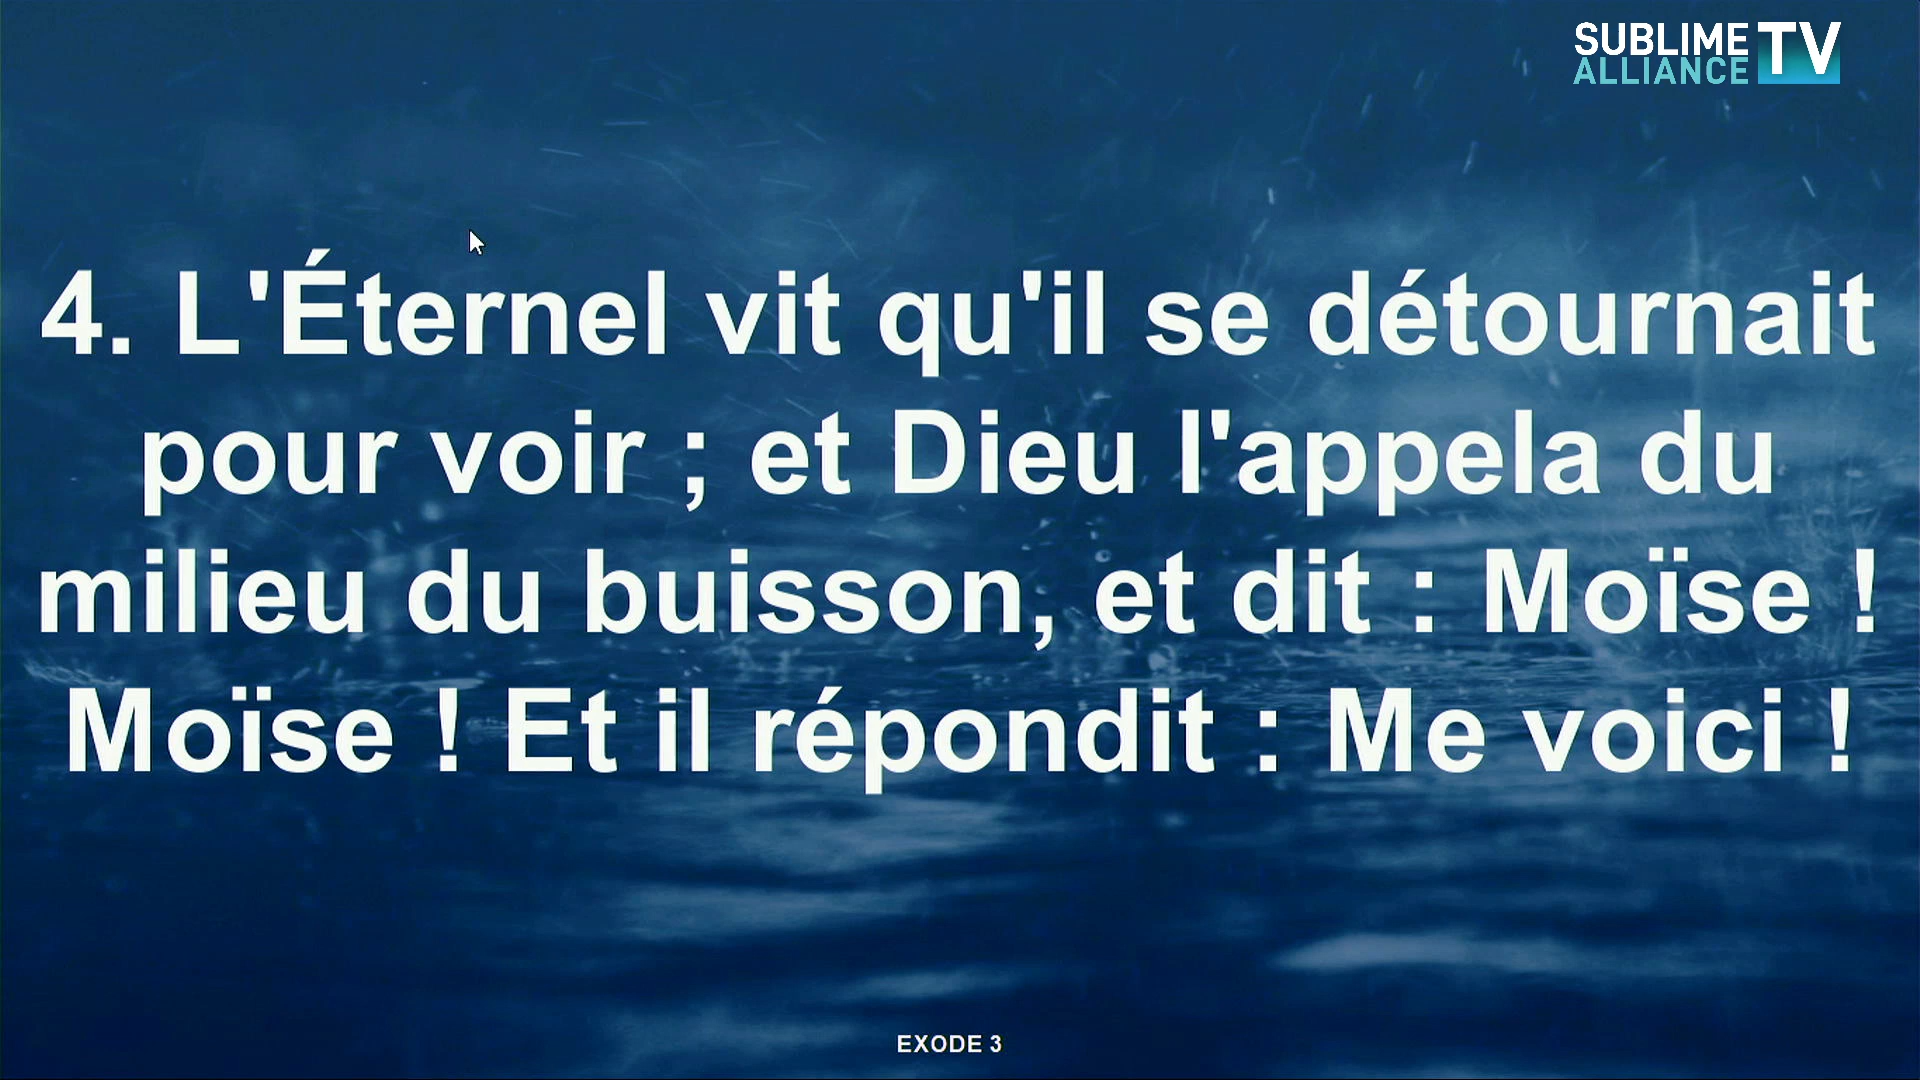 SUBLIME TV
ALLIANCE
4. L'Éternel vit qu'il se détournait
pour voir ; et Dieu l'appela du
milieu du buisson, et dit : Moïse !
Moïse ! Et il répondit : Me voici !
EXODE 3